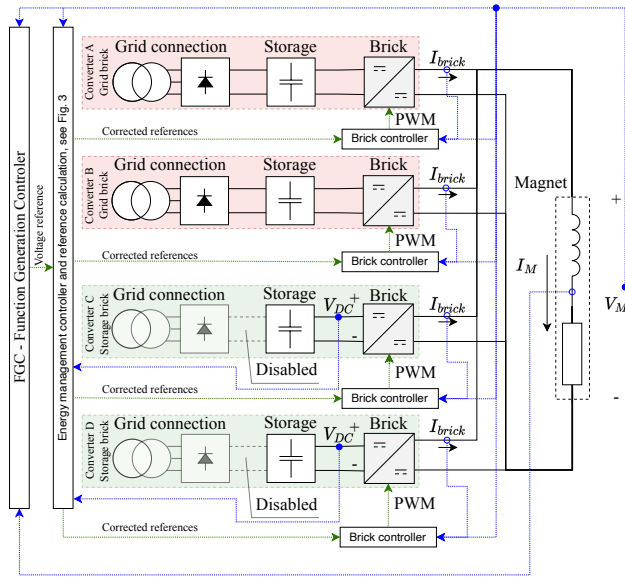 FGC - Function Generation Controler
Voltage reference
Energy management controller and reference calculation, see Fig. 3
Converter A
Grid brick
Grid connection
Storage
Brick
I_brick
PWM
Corrected references
Brick controller
Converter B
Grid brick
Grid connection
Storage
Brick
I_brick
PWM
Corrected references
Brick controller
Converter C
Storage brick
Grid connection
Storage
V_DC
+
-
Brick
I_brick
Disabled
PWM
Corrected references
Brick controller
Converter D
Storage brick
Grid connection
Storage
V_DC
+
-
Brick
I_brick
Disabled
PWM
Corrected references
Brick controller
Magnet
I_M
+
V_M
-